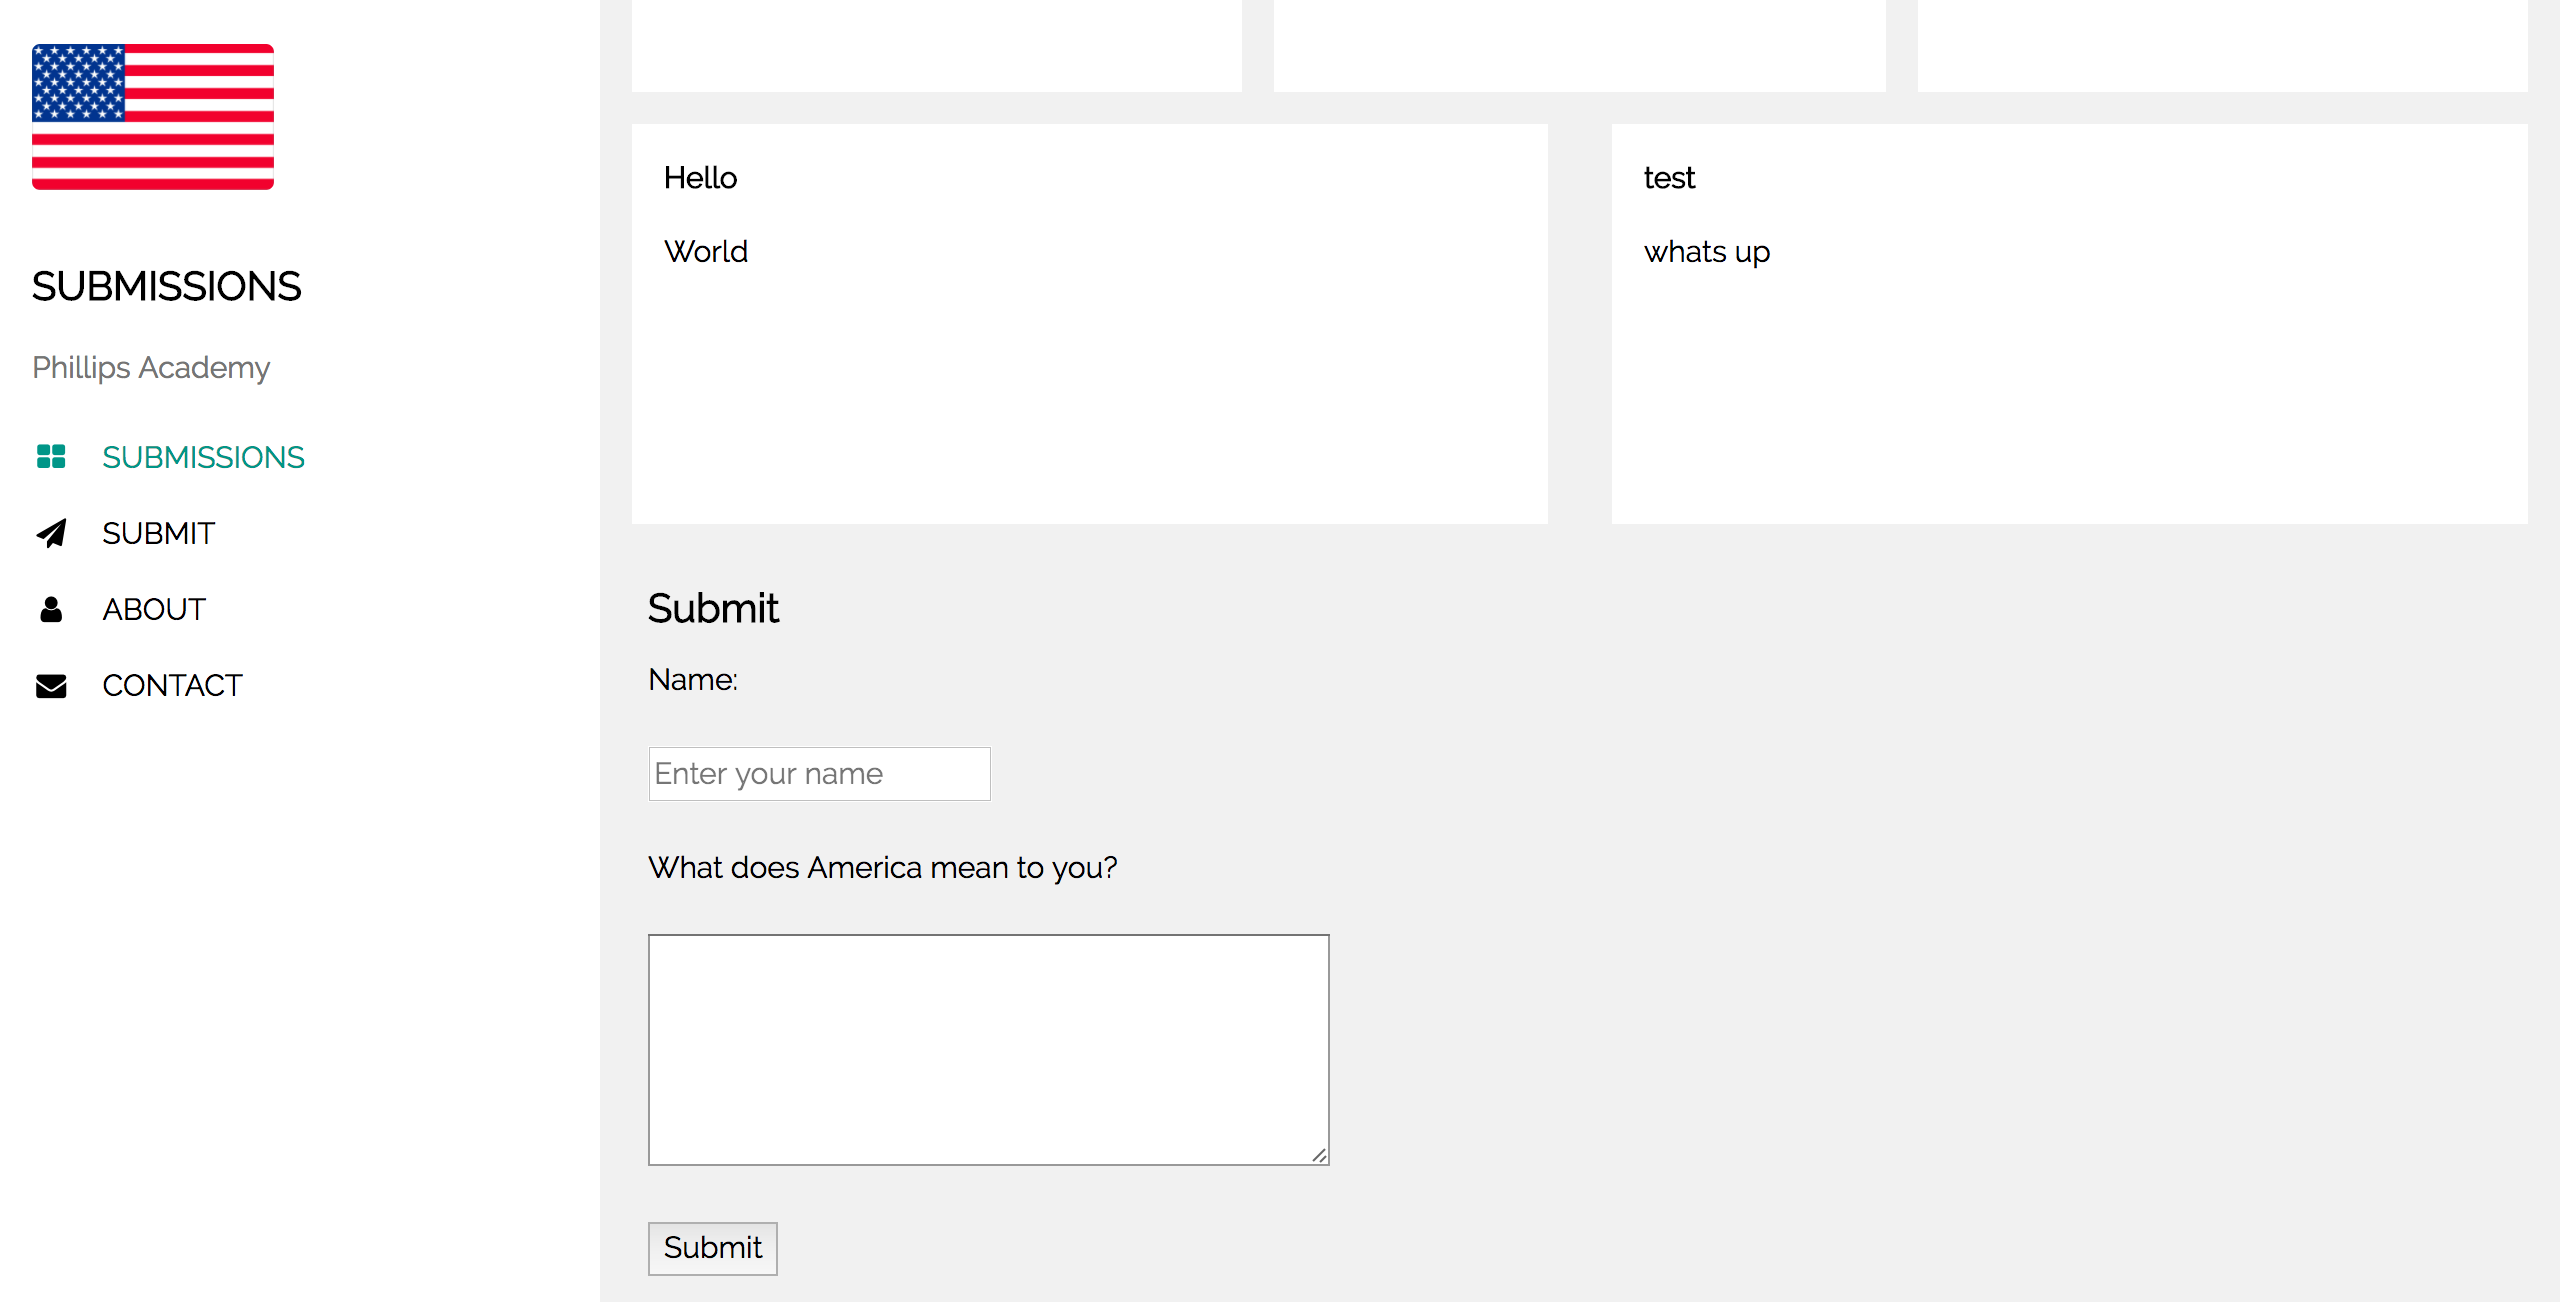 SUBMISSIONS
Phillips Academy
SUBMISSIONS
SUBMIT
ABOUT
CONTACT
Hello
World
test
whats up
Submit
Name:
Enter your name
What does America mean to you?
Submit